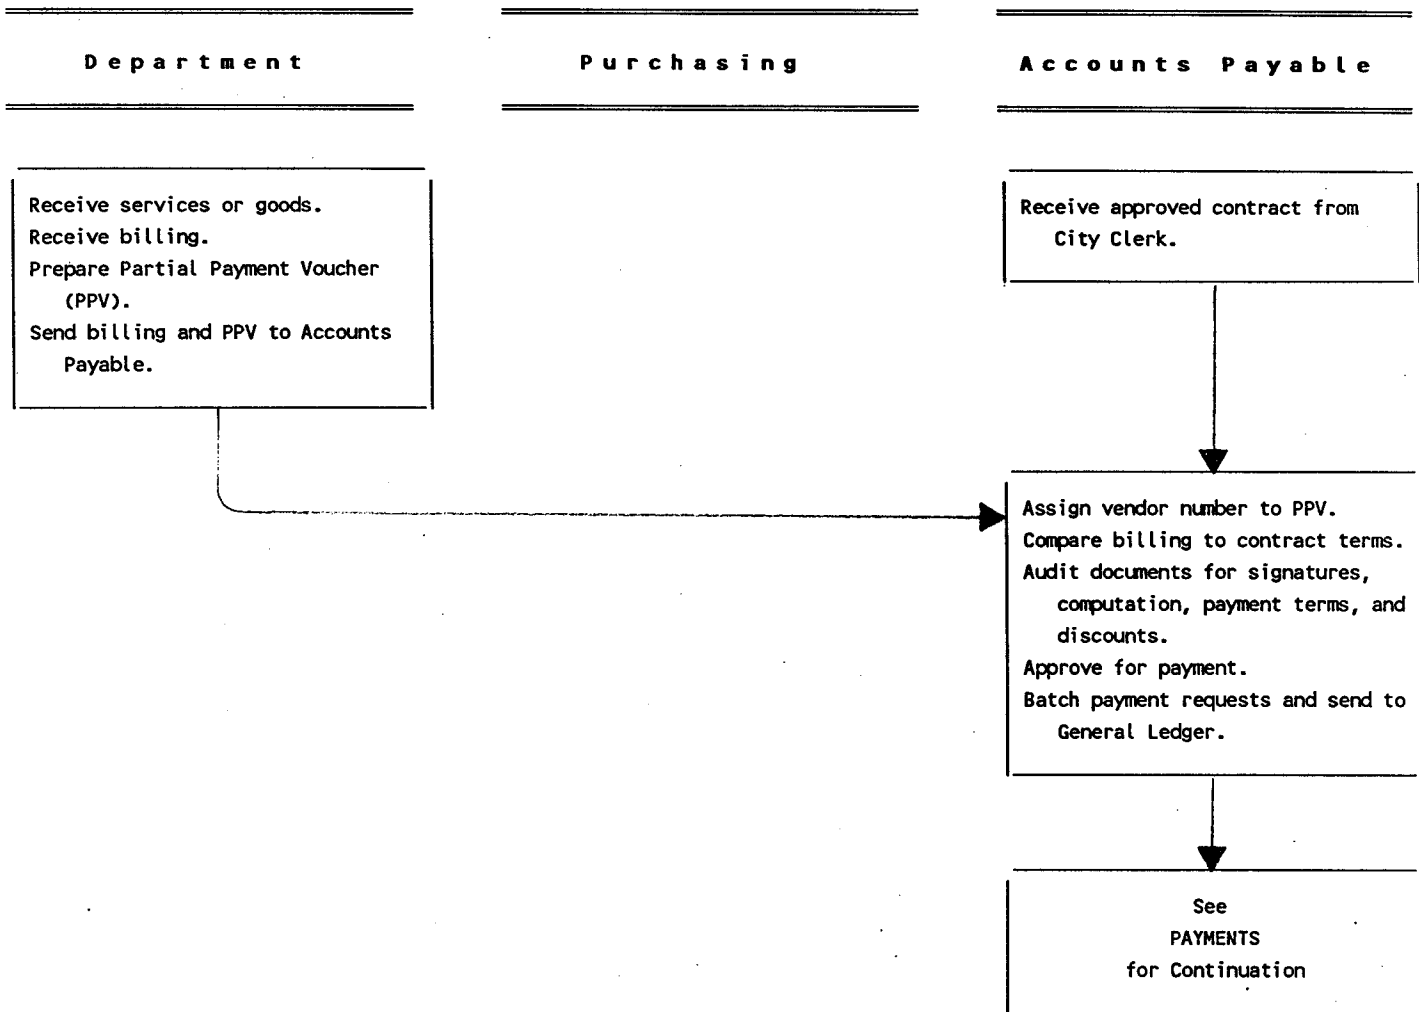 Department
Purchasing
Accounts Payable
Receive services or goods.
Receive billing.
Prepare Partial Payment Voucher
(PPV).
Send billing and PPV to Accounts
Payable.
Receive approved contract from
City Clerk.
Assign vendor number to PPV.
Compare billing to contract terms.
Audit documents for signatures,
computation, payment terms, and
discounts.
Approve for payment.
Batch payment requests and send to
General Ledger.
See
PAYMENTS
for Continuation